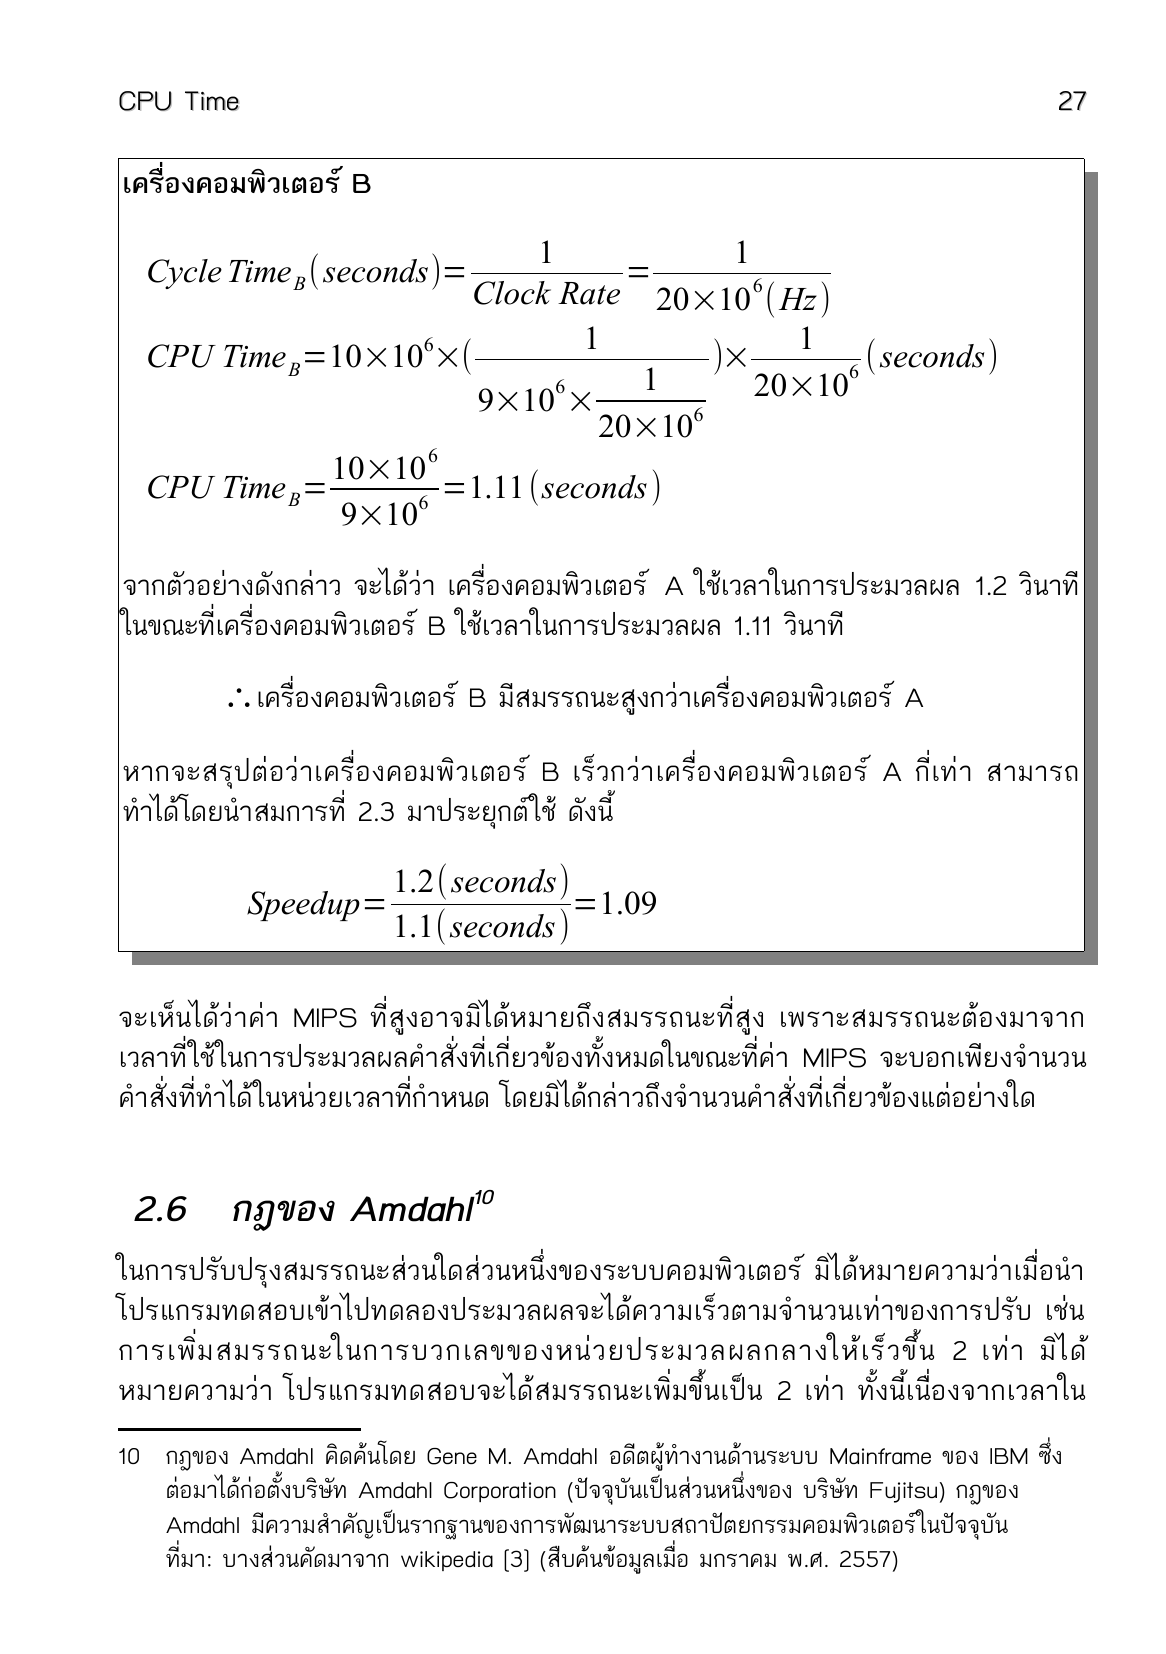 CPU Time 27
เครื่องคอมพิวเตอร์ B
Cycle Time_B(seconds)=1/(Clock Rate)=1/(20×10^6(Hz))
CPU Time_B=10×10^6×(1/(9×10^6×1/(20×10^6)))×1/(20×10^6)(seconds)
CPU Time_B=(10×10^6)/(9×10^6)=1.11(seconds)
จากตัวอย่างดังกล่าว จะได้ว่า เครื่องคอมพิวเตอร์ A ใช้เวลาในการประมวลผล 1.2 วินาที
ในขณะที่เครื่องคอมพิวเตอร์ B ใช้เวลาในการประมวลผล 1.11 วินาที
∴ เครื่องคอมพิวเตอร์ B มีสมรรถนะสูงกว่าเครื่องคอมพิวเตอร์ A
หากจะสรุปต่อว่าเครื่องคอมพิวเตอร์ B เร็วกว่าเครื่องคอมพิวเตอร์ A กี่เท่า สามารถ
ทำได้โดยนำสมการที่ 2.3 มาประยุกต์ใช้ ดังนี้
Speedup=1.2(seconds)/1.1(seconds)=1.09
จะเห็นได้ว่าค่า MIPS ที่สูงอาจมิได้หมายถึงสมรรถนะที่สูง เพราะสมรรถนะต้องมาจาก
เวลาที่ใช้ในการประมวลผลคำสั่งที่เกี่ยวข้องทั้งหมดในขณะที่ค่า MIPS จะบอกเพียงจำนวน
คำสั่งที่ทำได้ในหน่วยเวลาที่กำหนด โดยมิได้กล่าวถึงจำนวนคำสั่งที่เกี่ยวข้องแต่อย่างใด
2.6 กฎของ Amdahl^10
ในการปรับปรุงสมรรถนะส่วนใดส่วนหนึ่งของระบบคอมพิวเตอร์ มิได้หมายความว่าเมื่อนำ
โปรแกรมทดสอบเข้าไปทดลองประมวลผลจะได้ความเร็วตามจำนวนเท่าของการปรับ เช่น
การเพิ่มสมรรถนะในการบวกเลขของหน่วยประมวลผลกลางให้เร็วขึ้น 2 เท่า มิได้
หมายความว่า โปรแกรมทดสอบจะได้สมรรถนะเพิ่มขึ้นเป็น 2 เท่า ทั้งนี้เนื่องจากเวลาใน
10 กฎของ Amdahl คิดค้นโดย Gene M. Amdahl อดีตผู้ทำงานด้านระบบ Mainframe ของ IBM ซึ่ง
ต่อมาได้ก่อตั้งบริษัท Amdahl Corporation (ปัจจุบันเป็นส่วนหนึ่งของ บริษัท Fujitsu) กฎของ
Amdahl มีความสำคัญเป็นรากฐานของการพัฒนาระบบสถาปัตยกรรมคอมพิวเตอร์ในปัจจุบัน
ที่มา: บางส่วนคัดมาจาก wikipedia [3] (สืบค้นข้อมูลเมื่อ มกราคม พ.ศ. 2557)